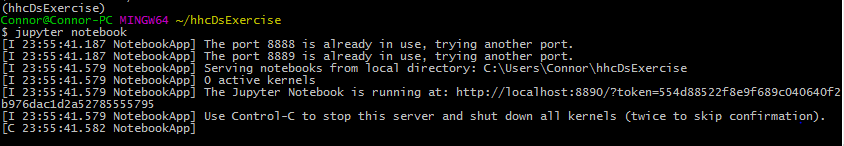 (hhcDsExercise)
Connor@Connor-PC MINGW64 ~/hhcDsExercise
$ jupyter notebook
[I 23:55:41.187 NotebookApp] The port 8888 is already in use, trying another port.
[I 23:55:41.187 NotebookApp] The port 8889 is already in use, trying another port.
[I 23:55:41.579 NotebookApp] Serving notebooks from local directory: C:\Users\Connor\hhcDsExercise
[I 23:55:41.579 NotebookApp] 0 active kernels
[I 23:55:41.579 NotebookApp] The Jupyter Notebook is running at: http://localhost:8890/?token=554d88522f8e9f689c040640f2
b976dac1d2a52785555795
[I 23:55:41.579 NotebookApp] Use Control-C to stop this server and shut down all kernels (twice to skip confirmation).
[C 23:55:41.582 NotebookApp]